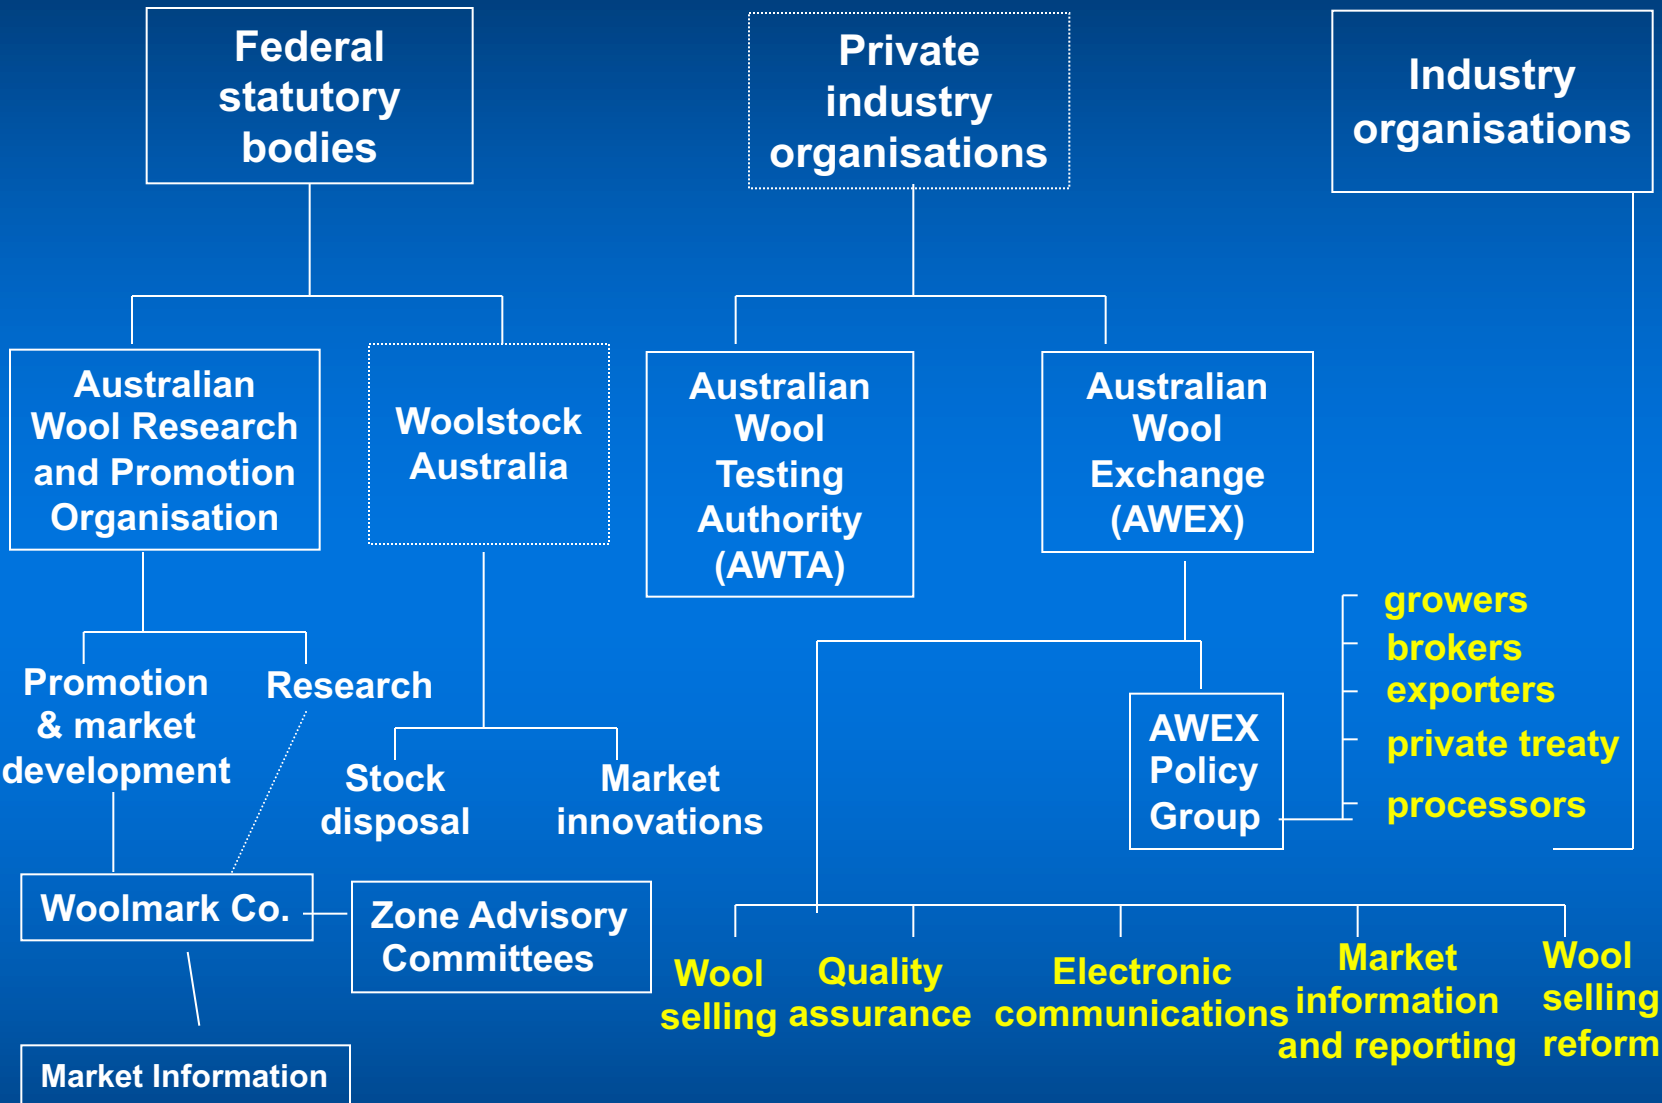 Federal
statutory
bodies
Private
industry
organisations
Industry
organisations
Australian
Wool Research
and Promotion
Organisation
Woolstock
Australia
Australian
Wool
Testing
Authority
(AWTA)
Australian
Wool
Exchange
(AWEX)
Promotion
& market
development
Research
Stock
disposal
Market
innovations
AWEX
Policy
Group
growers
brokers
exporters
private treaty
processors
Woolmark Co.
Zone Advisory
Committees
Wool
selling
Quality
assurance
Electronic
communications
Market
information
and reporting
Wool
selling
reform
Market Information